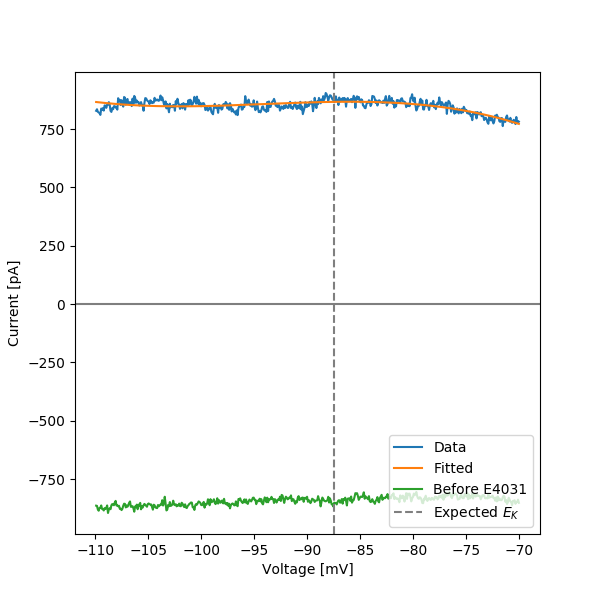 750
500
250
0
−250
−500
−750
Current [pA]
Data
Fitted
Before E4031
Expected E_K
−110
−105
−100
−95
−90
−85
−80
−75
−70
Voltage [mV]